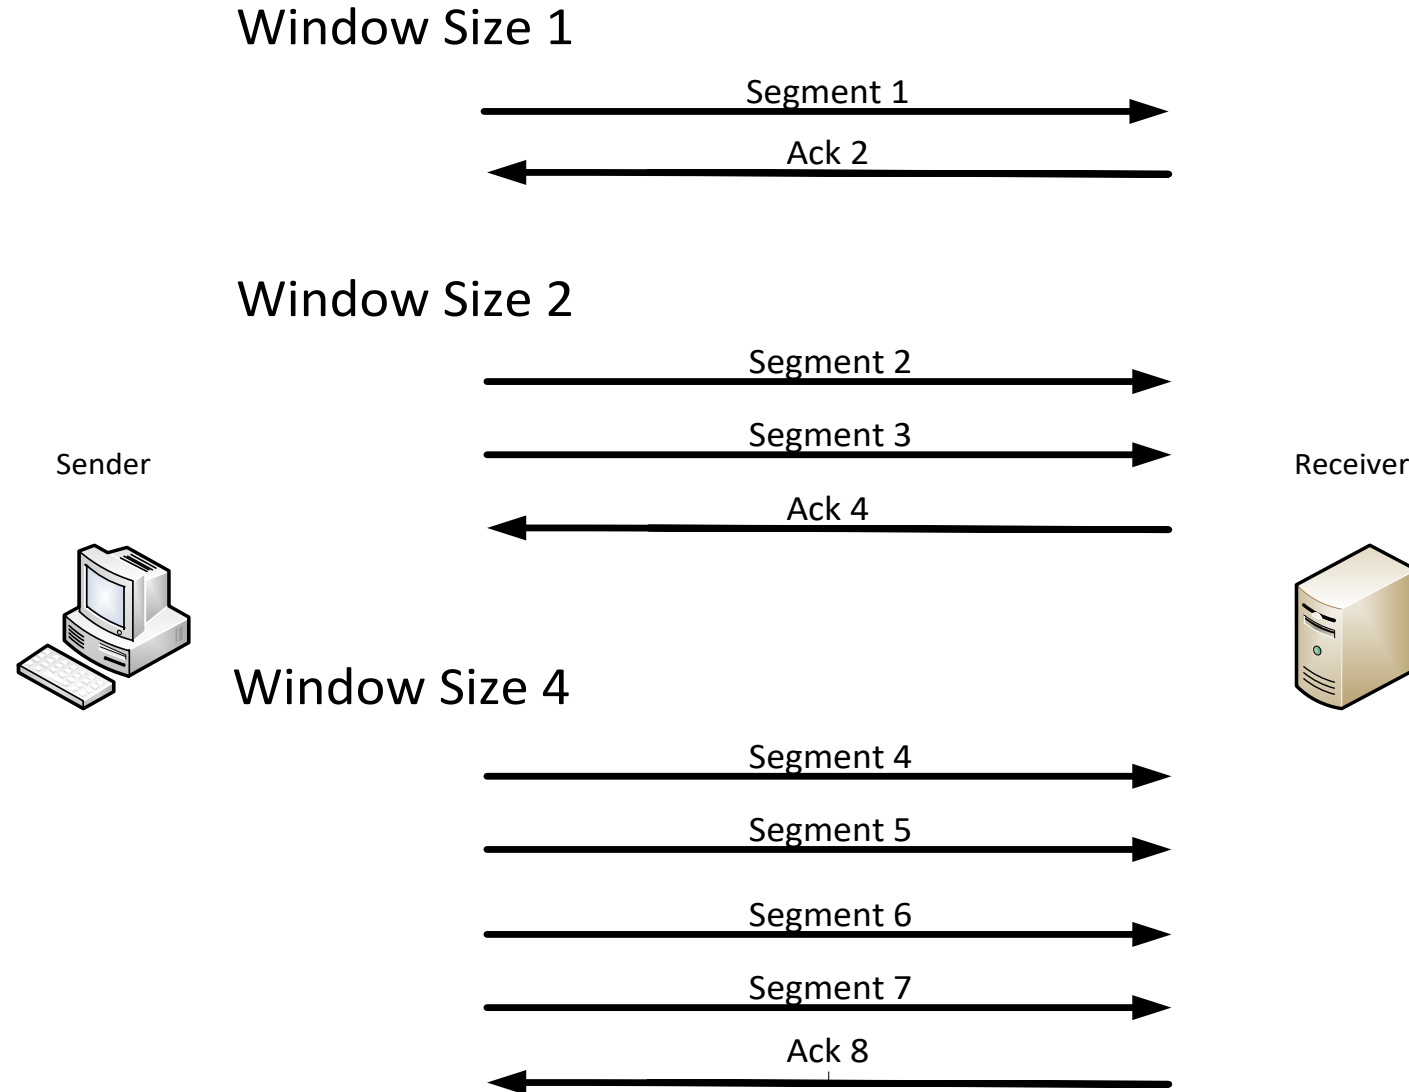 Window Size 1
Segment 1
Ack 2
Window Size 2
Segment 2
Segment 3
Sender
Receiver
Ack 4
Window Size 4
Segment 4
Segment 5
Segment 6
Segment 7
Ack 8